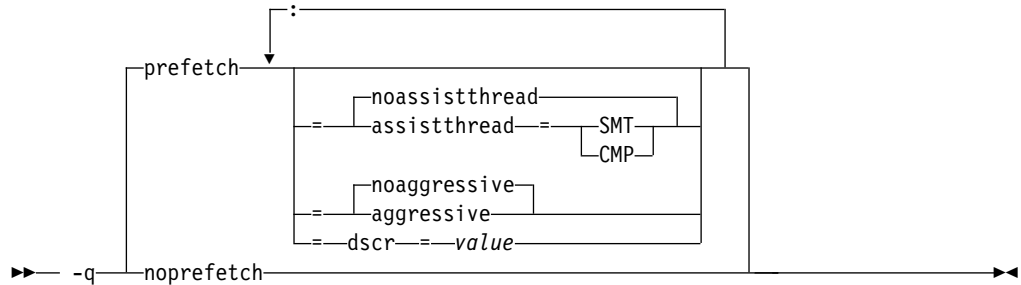 :
prefetch
noassistthread
= assistthread = SMT
CMP
noaggressive
= aggressive
= dscr = value
-q noprefetch